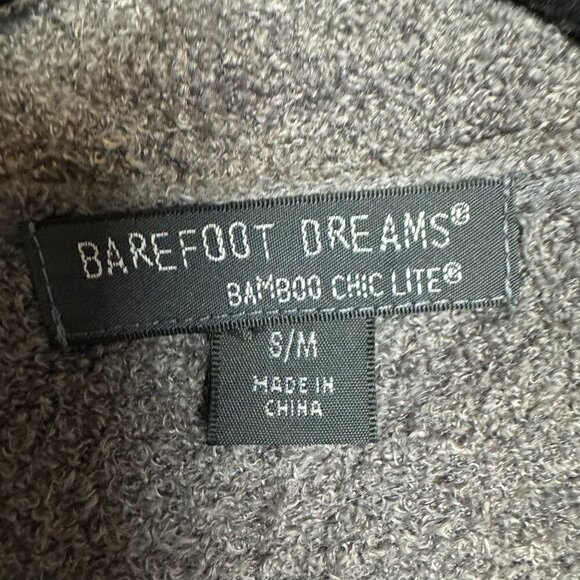 BAREFOOT DREAMS®
BAMBOO CHIC LITE®
S/M
MADE IN
CHINA